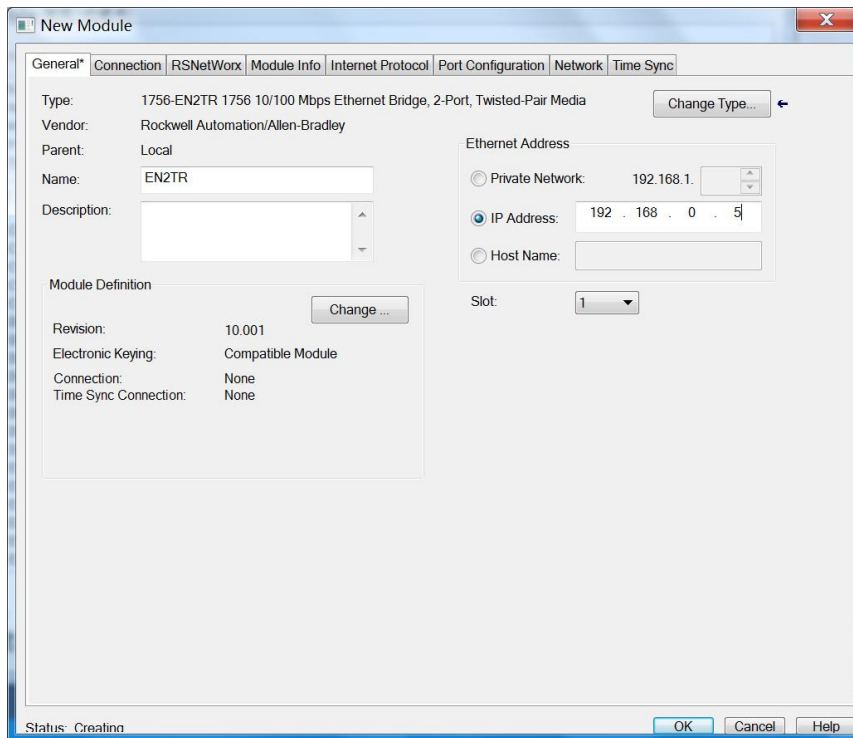 New Module
General* Connection RSNetWorx Module Info Internet Protocol Port Configuration Network Time Sync
Type: 1756-EN2TR 1756 10/100 Mbps Ethernet Bridge, 2-Port, Twisted-Pair Media Change Type...
Vendor: Rockwell Automation/Allen-Bradley
Parent: Local
Name: EN2TR
Description:
Ethernet Address
Private Network: 192.168.1.
IP Address: 192 . 168 . 0 . 5
Host Name:
Slot: 1
Module Definition
Change ...
Revision: 10.001
Electronic Keying: Compatible Module
Connection: None
Time Sync Connection: None
Status: Creating
OK Cancel Help